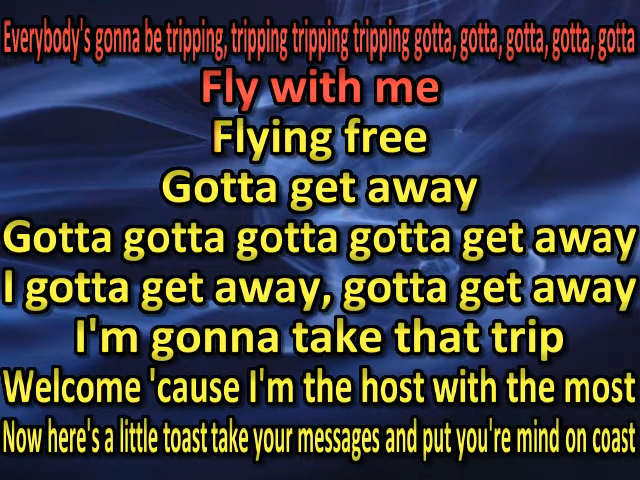 Everybody's gonna be tripping, tripping tripping tripping gotta, gotta, gotta, gotta, gotta
Fly with me
Flying free
Gotta get away
Gotta gotta gotta gotta get away
I gotta get away, gotta get away
I'm gonna take that trip
Welcome 'cause I'm the host with the most
Now here's a little toast take your messages and put you're mind on coast